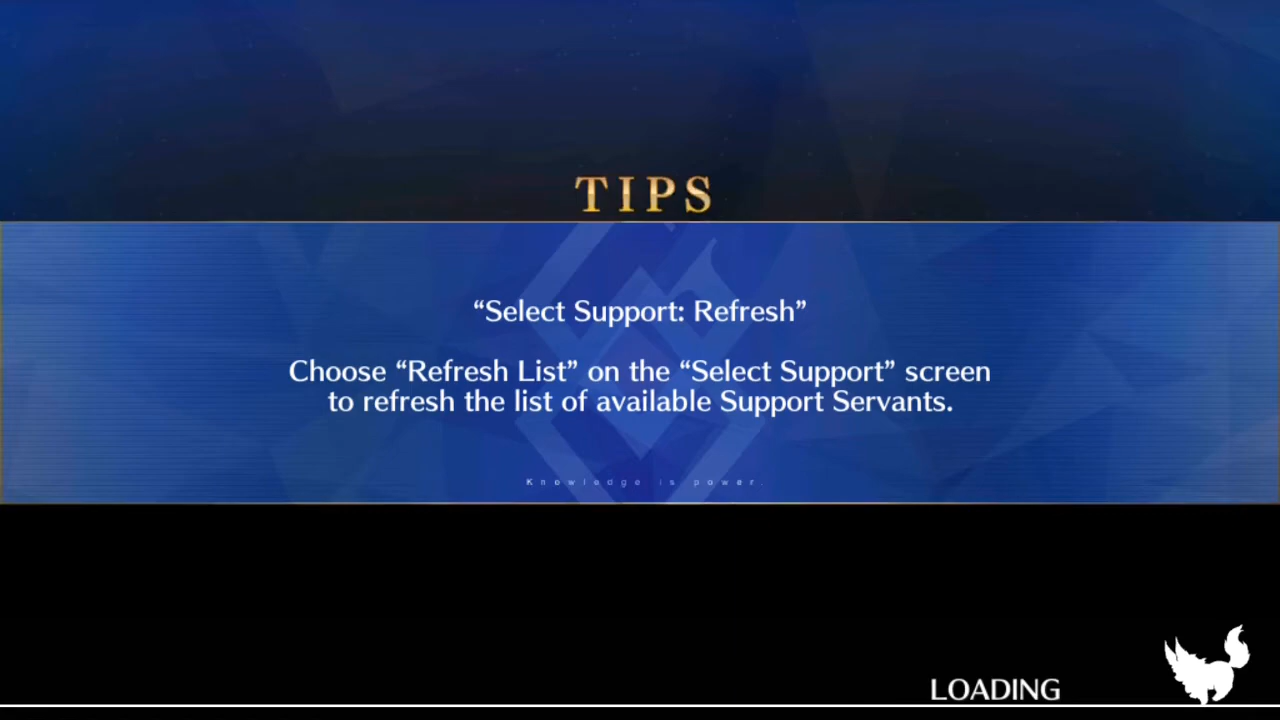 TIPS
“Select Support: Refresh”
Choose “Refresh List” on the “Select Support” screen
to refresh the list of available Support Servants.
Knowledge is power.
LOADING